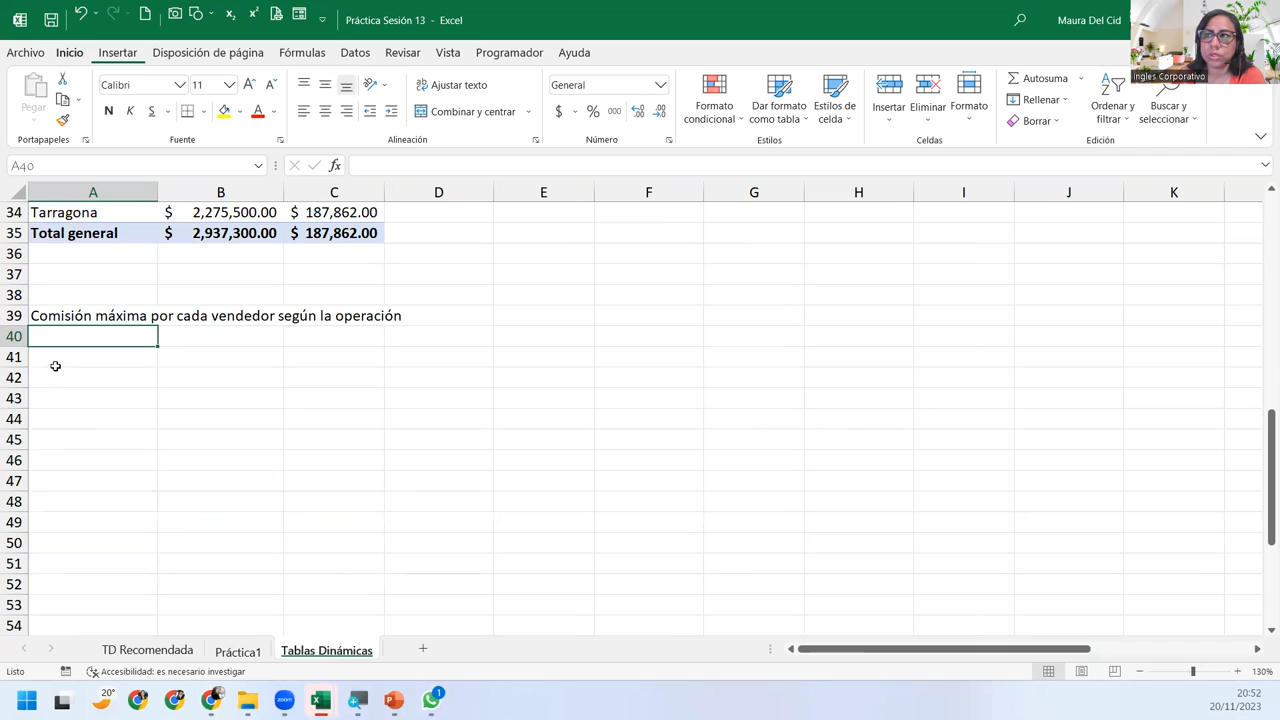 Práctica Sesión 13 - Excel
Maura Del Cid
Ingles Corporativo
Archivo Inicio Insertar Disposición de página Fórmulas Datos Revisar Vista Programador Ayuda
Pegar
Portapapeles
Calibri 11
N K S
Fuente
Ajustar texto
Combinar y centrar
Alineación
General
$ % 000
Número
Formato condicional
Dar formato como tabla
Estilos de celda
Estilos
Insertar
Eliminar
Formato
Celdas
Autosuma
Rellenar
Borrar
Ordenar y filtrar
Buscar y seleccionar
Edición
A40
fx
A B C D E F G H I J K
34 Tarragona $ 2,275,500.00 $ 187,862.00
35 Total general $ 2,937,300.00 $ 187,862.00
36
37
38
39 Comisión máxima por cada vendedor según la operación
40
41
42
43
44
45
46
47
48
49
50
51
52
53
54
TD Recomendada Práctica1 Tablas Dinámicas
Listo
Accesibilidad: es necesario investigar
130%
20°
zoom
1
20:52
20/11/2023